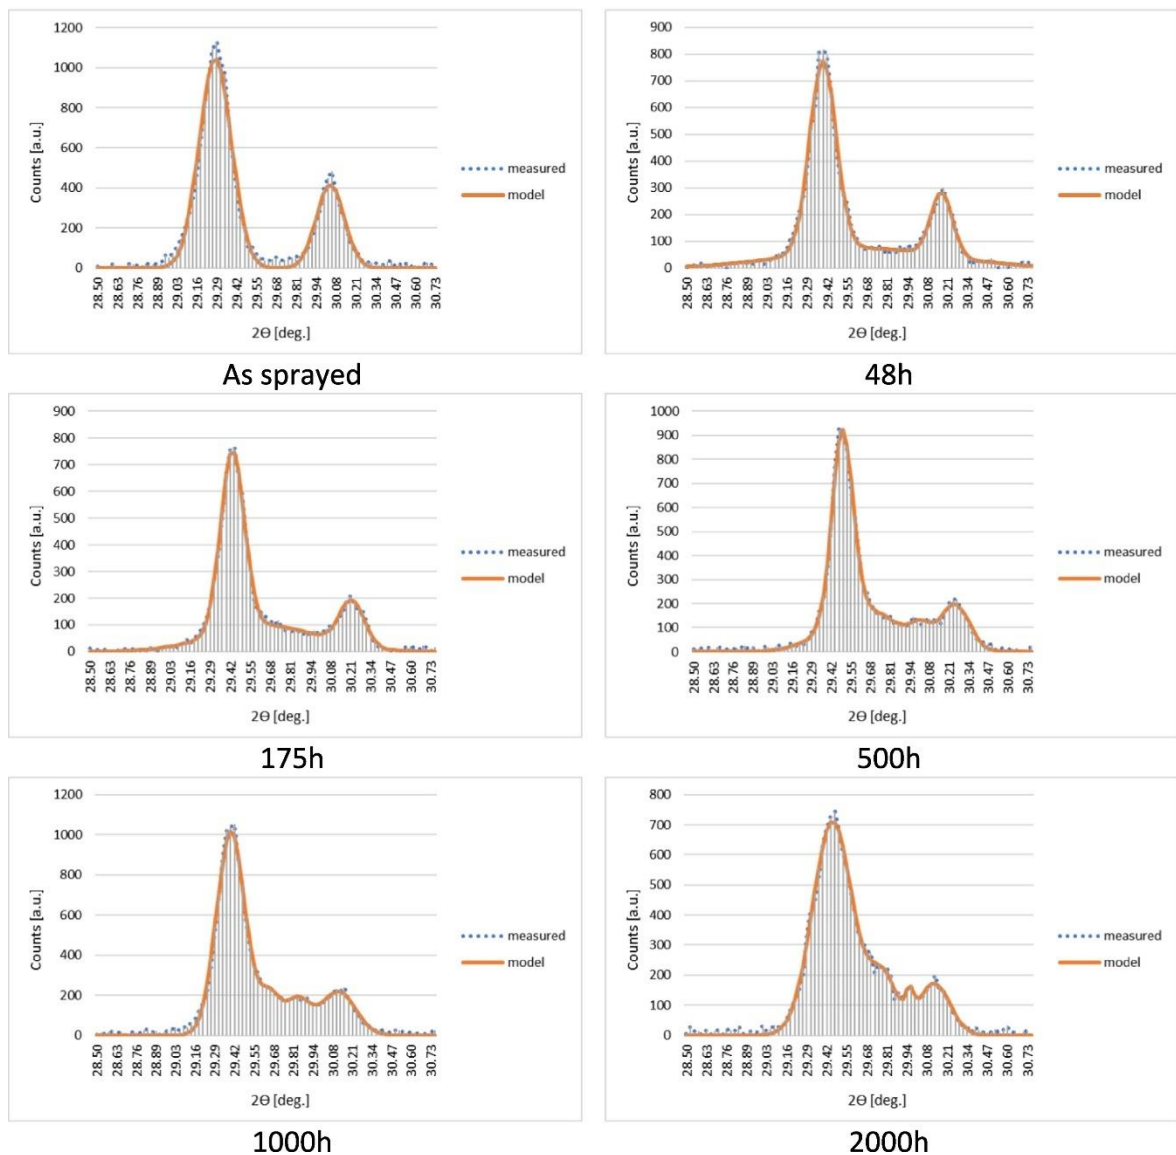 1200
1000
800
600
400
200
0
Counts [a.u.]
28.50 28.63 28.76 28.89 29.03 29.16 29.29 29.42 29.55 29.68 29.81 29.94 30.08 30.21 30.34 30.47 30.60 30.73
2Θ [deg.]
measured
model
As sprayed
900
800
700
600
500
400
300
200
100
0
Counts [a.u.]
28.50 28.63 28.76 28.89 29.03 29.16 29.29 29.42 29.55 29.68 29.81 29.94 30.08 30.21 30.34 30.47 30.60 30.73
2Θ [deg.]
measured
model
48h
900
800
700
600
500
400
300
200
100
0
Counts [a.u.]
28.50 28.63 28.76 28.89 29.03 29.16 29.29 29.42 29.55 29.68 29.81 29.94 30.08 30.21 30.34 30.47 30.60 30.73
2Θ [deg.]
measured
model
175h
1000
900
800
700
600
500
400
300
200
100
0
Counts [a.u.]
28.50 28.63 28.76 28.89 29.03 29.16 29.29 29.42 29.55 29.68 29.81 29.94 30.08 30.21 30.34 30.47 30.60 30.73
2Θ [deg.]
measured
model
500h
1200
1000
800
600
400
200
0
Counts [a.u.]
28.50 28.63 28.76 28.89 29.03 29.16 29.29 29.42 29.55 29.68 29.81 29.94 30.08 30.21 30.34 30.47 30.60 30.73
2Θ [deg.]
measured
model
1000h
800
700
600
500
400
300
200
100
0
Counts [a.u.]
28.50 28.63 28.76 28.89 29.03 29.16 29.29 29.42 29.55 29.68 29.81 29.94 30.08 30.21 30.34 30.47 30.60 30.73
2Θ [deg.]
measured
model
2000h